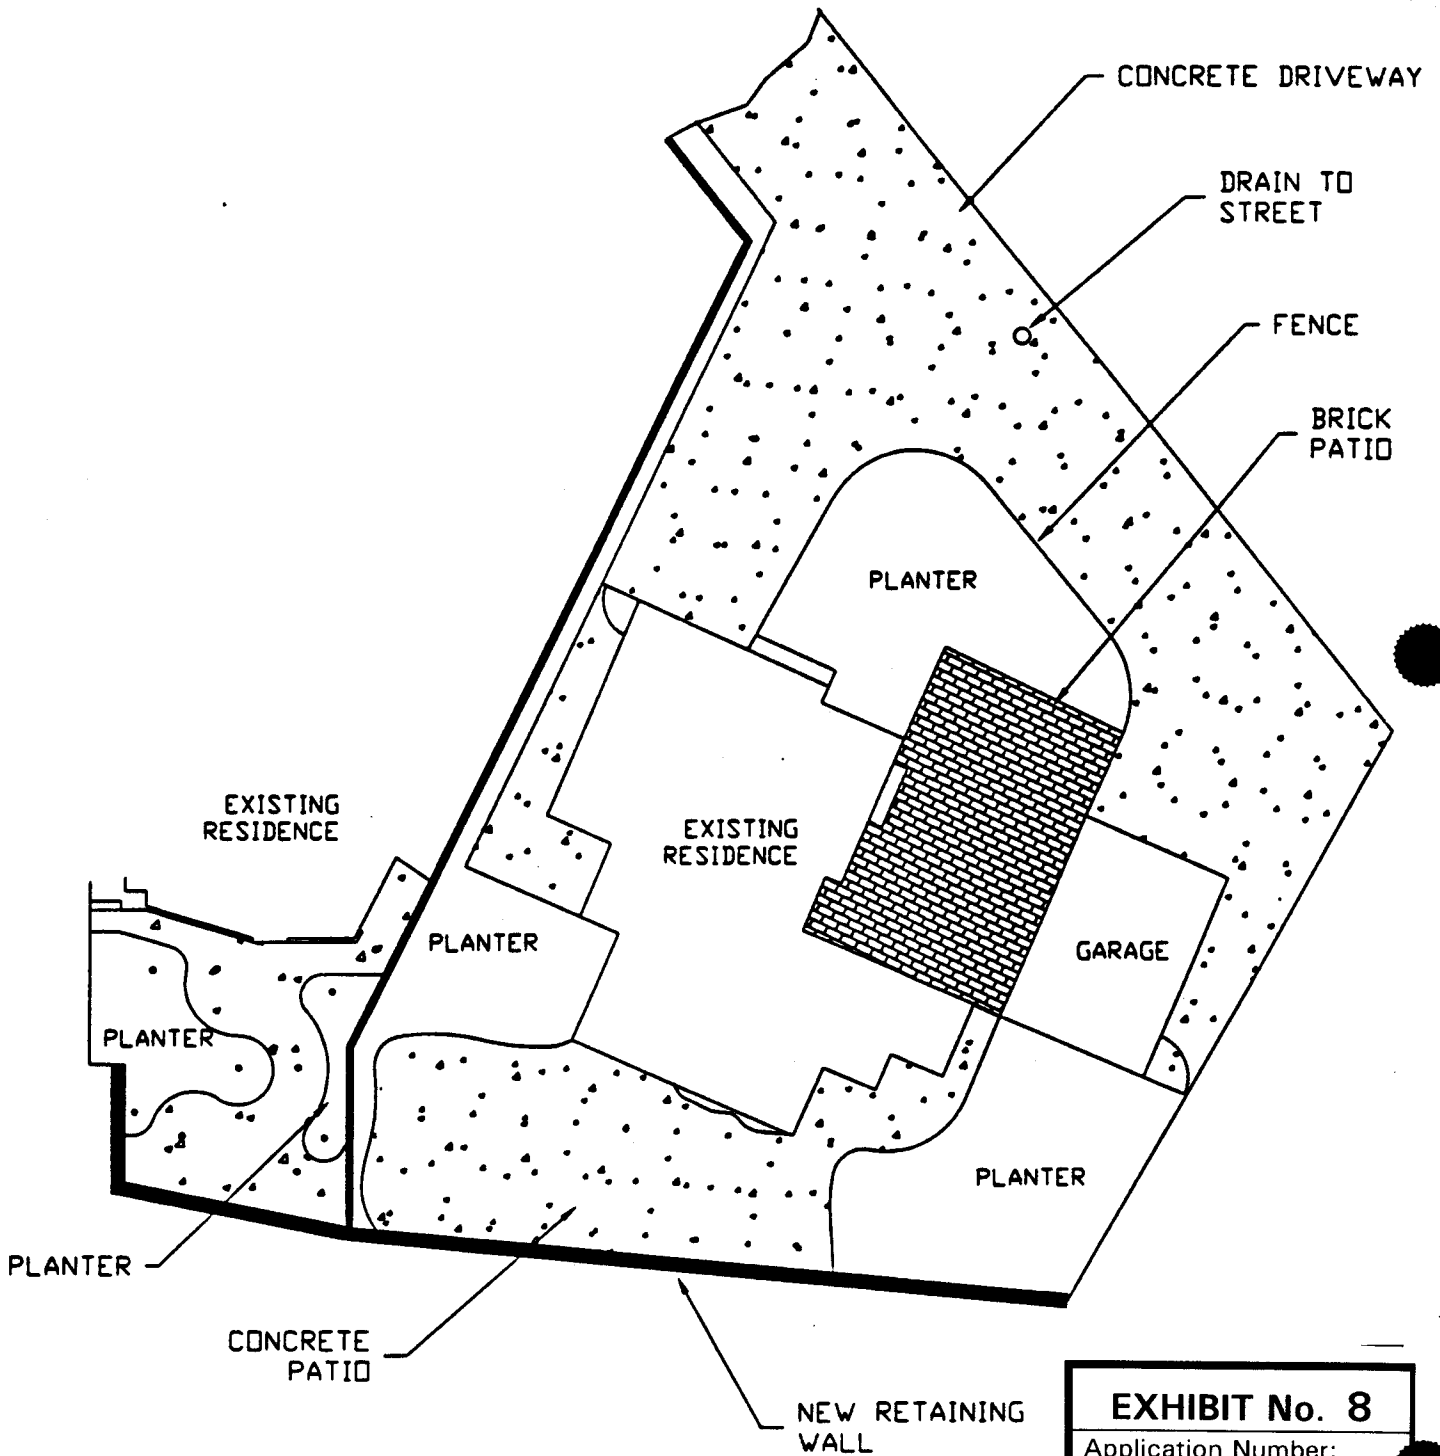 CONCRETE DRIVEWAY
DRAIN TO
STREET
FENCE
BRICK
PATIO
PLANTER
EXISTING
RESIDENCE
EXISTING
RESIDENCE
PLANTER
GARAGE
PLANTER
PLANTER
PLANTER
CONCRETE
PATIO
NEW RETAINING
WALL
EXHIBIT No. 8
Application Number: